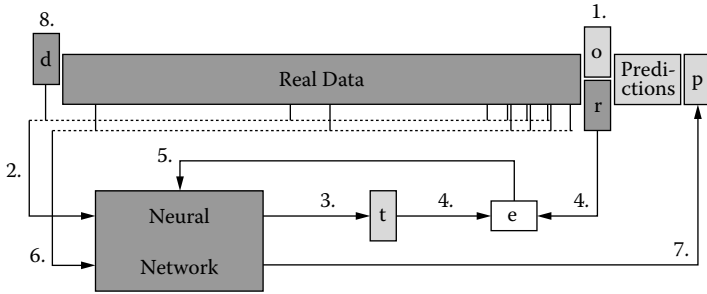 8.
1.
d
o
Real Data
Predi-
ctions
p
r
2.
5.
3.
4.
4.
Neural
t
e
6.
Network
7.